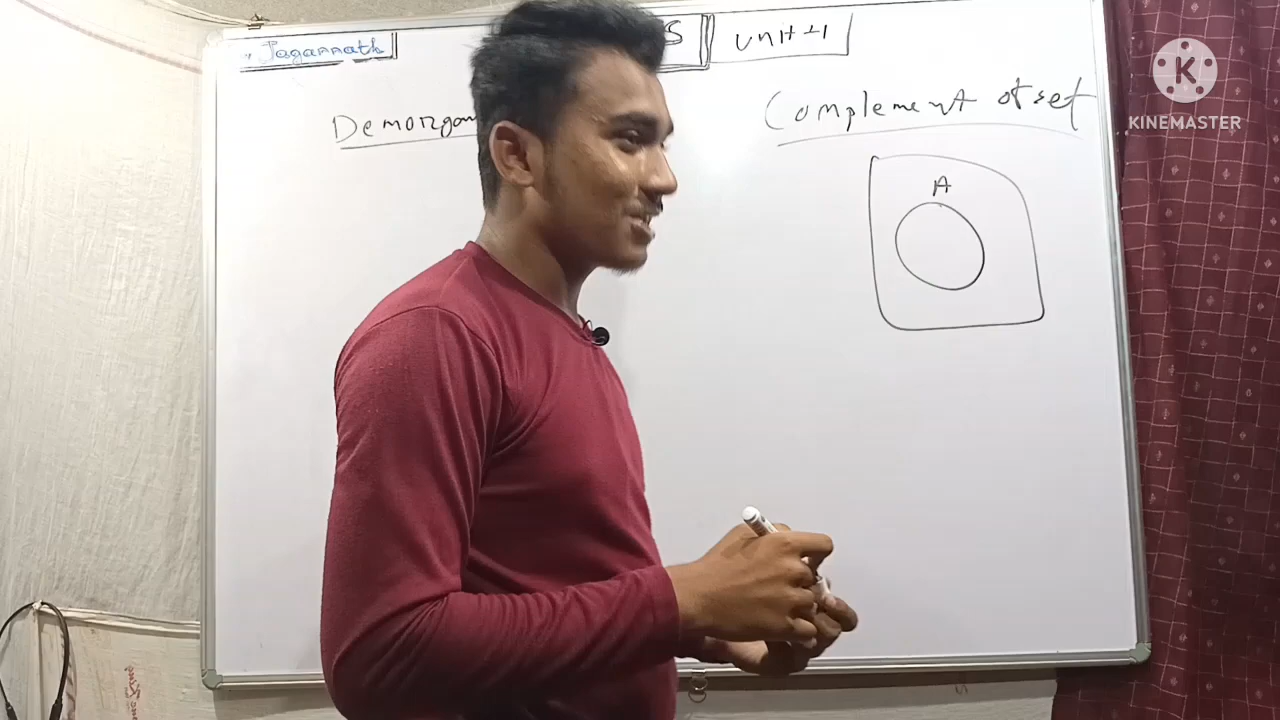 Jagannath
S
Unit-1
Demorgan
Complement of set
A
K
KINEMASTER